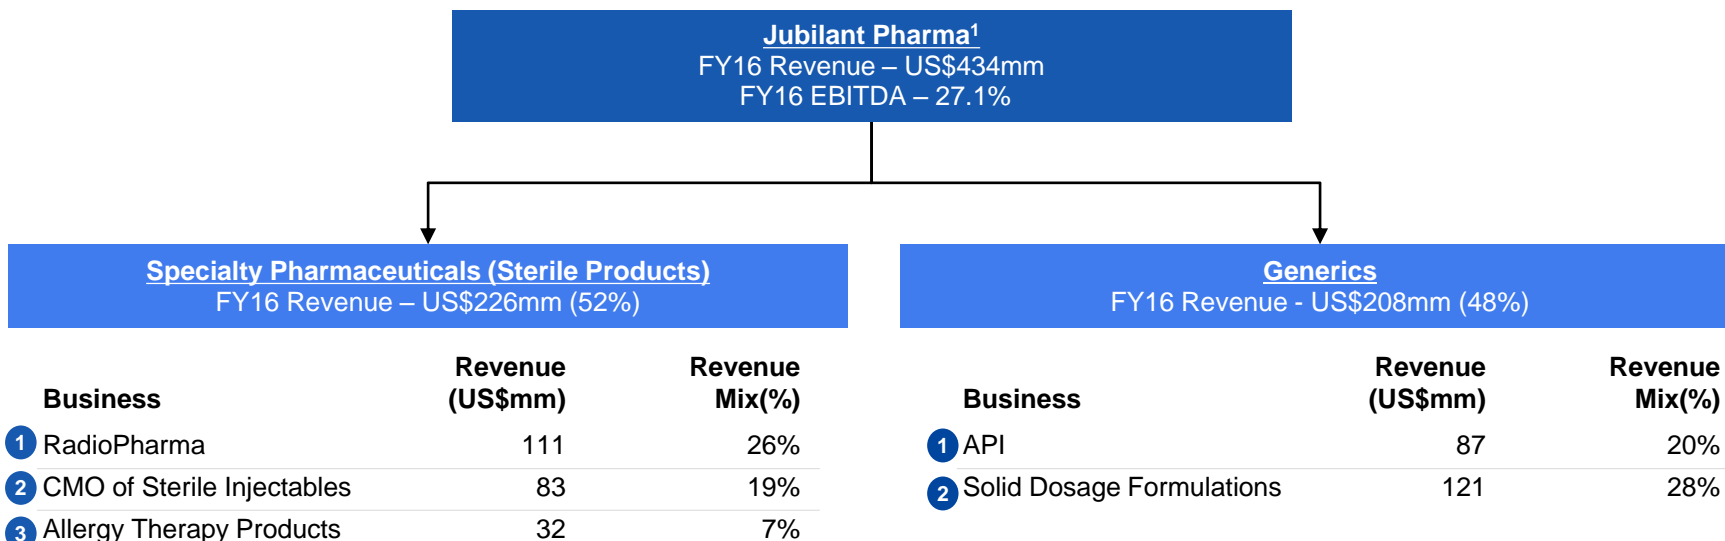 Jubilant Pharma¹
FY16 Revenue – US$434mm
FY16 EBITDA – 27.1%
Specialty Pharmaceuticals (Sterile Products)
FY16 Revenue – US$226mm (52%)
Business Revenue (US$mm) Revenue Mix(%)
1 RadioPharma 111 26%
2 CMO of Sterile Injectables 83 19%
3 Allergy Therapy Products 32 7%
Generics
FY16 Revenue - US$208mm (48%)
Business Revenue (US$mm) Revenue Mix(%)
1 API 87 20%
2 Solid Dosage Formulations 121 28%